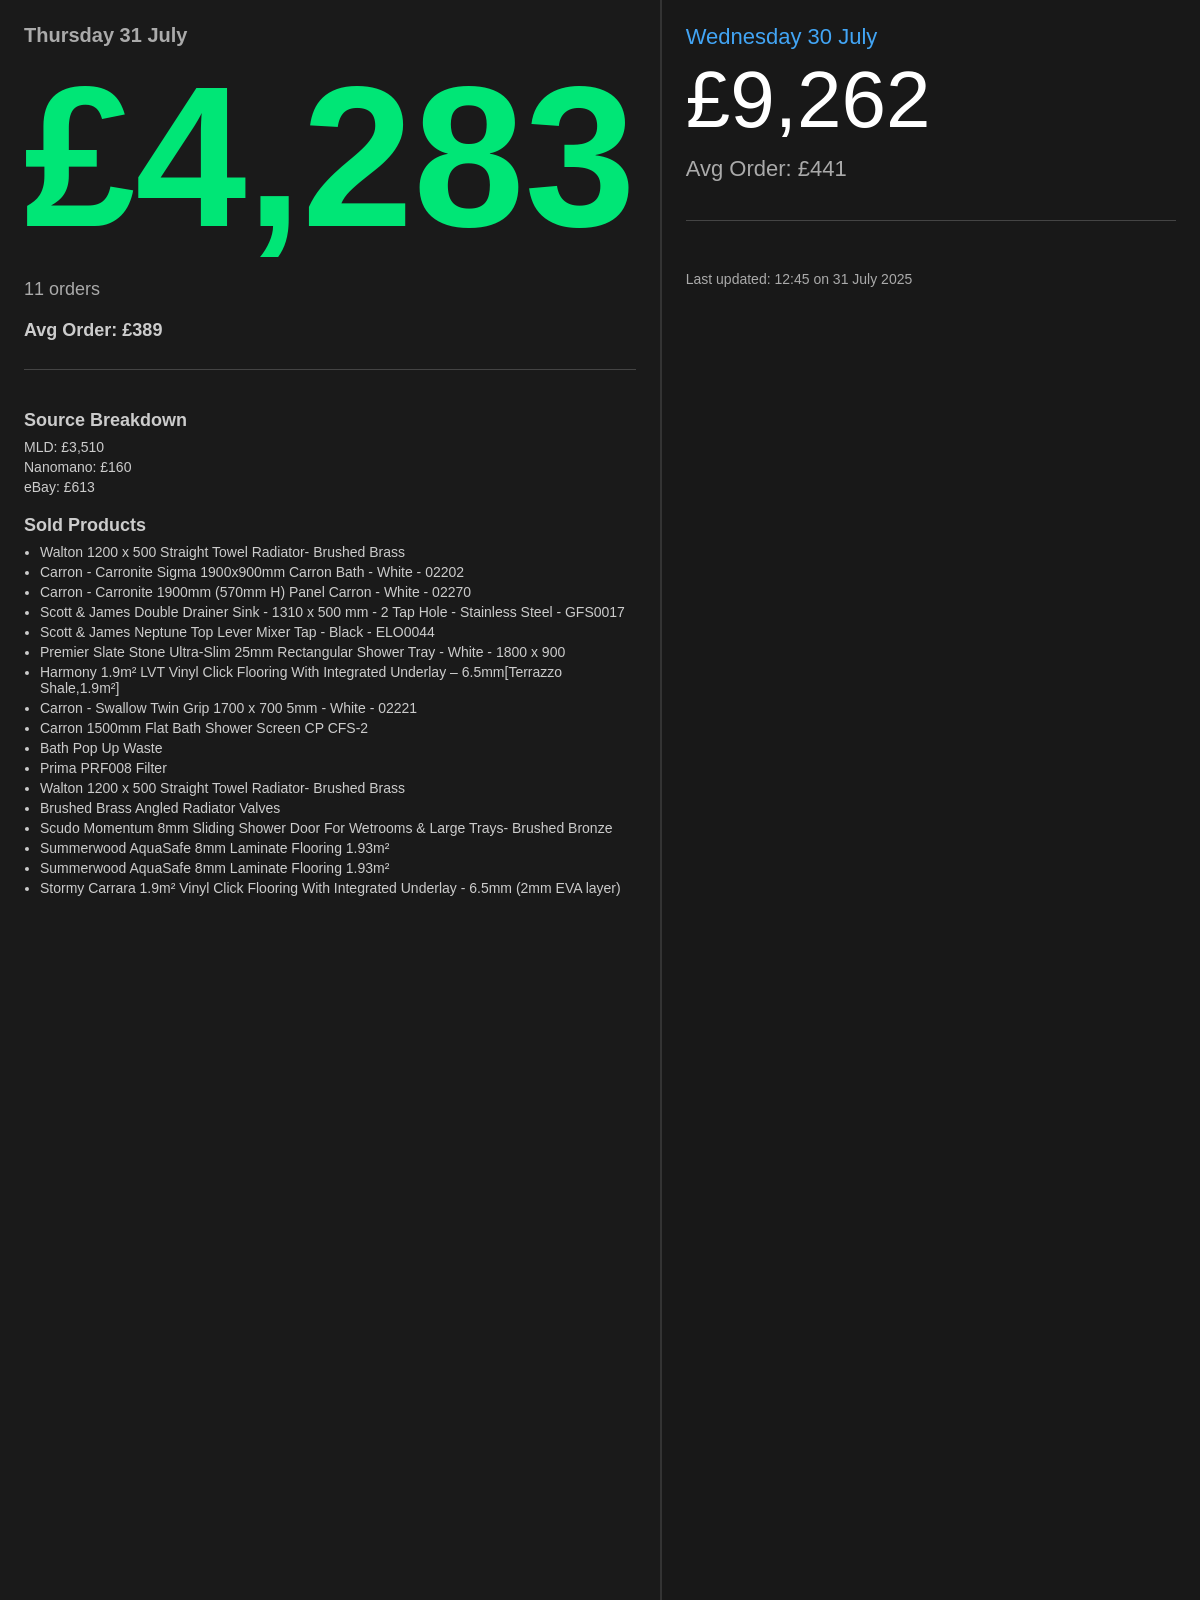 Thursday 31 July
£4,283
11 orders
Avg Order: £389
Source Breakdown
MLD: £3,510
Nanomano: £160
eBay: £613
Sold Products
• Walton 1200 x 500 Straight Towel Radiator- Brushed Brass
• Carron - Carronite Sigma 1900x900mm Carron Bath - White - 02202
• Carron - Carronite 1900mm (570mm H) Panel Carron - White - 02270
• Scott & James Double Drainer Sink - 1310 x 500 mm - 2 Tap Hole - Stainless Steel - GFS0017
• Scott & James Neptune Top Lever Mixer Tap - Black - ELO0044
• Premier Slate Stone Ultra-Slim 25mm Rectangular Shower Tray - White - 1800 x 900
• Harmony 1.9m² LVT Vinyl Click Flooring With Integrated Underlay – 6.5mm[Terrazzo
Shale,1.9m²]
• Carron - Swallow Twin Grip 1700 x 700 5mm - White - 02221
• Carron 1500mm Flat Bath Shower Screen CP CFS-2
• Bath Pop Up Waste
• Prima PRF008 Filter
• Walton 1200 x 500 Straight Towel Radiator- Brushed Brass
• Brushed Brass Angled Radiator Valves
• Scudo Momentum 8mm Sliding Shower Door For Wetrooms & Large Trays- Brushed Bronze
• Summerwood AquaSafe 8mm Laminate Flooring 1.93m²
• Summerwood AquaSafe 8mm Laminate Flooring 1.93m²
• Stormy Carrara 1.9m² Vinyl Click Flooring With Integrated Underlay - 6.5mm (2mm EVA layer)
Wednesday 30 July
£9,262
Avg Order: £441
Last updated: 12:45 on 31 July 2025